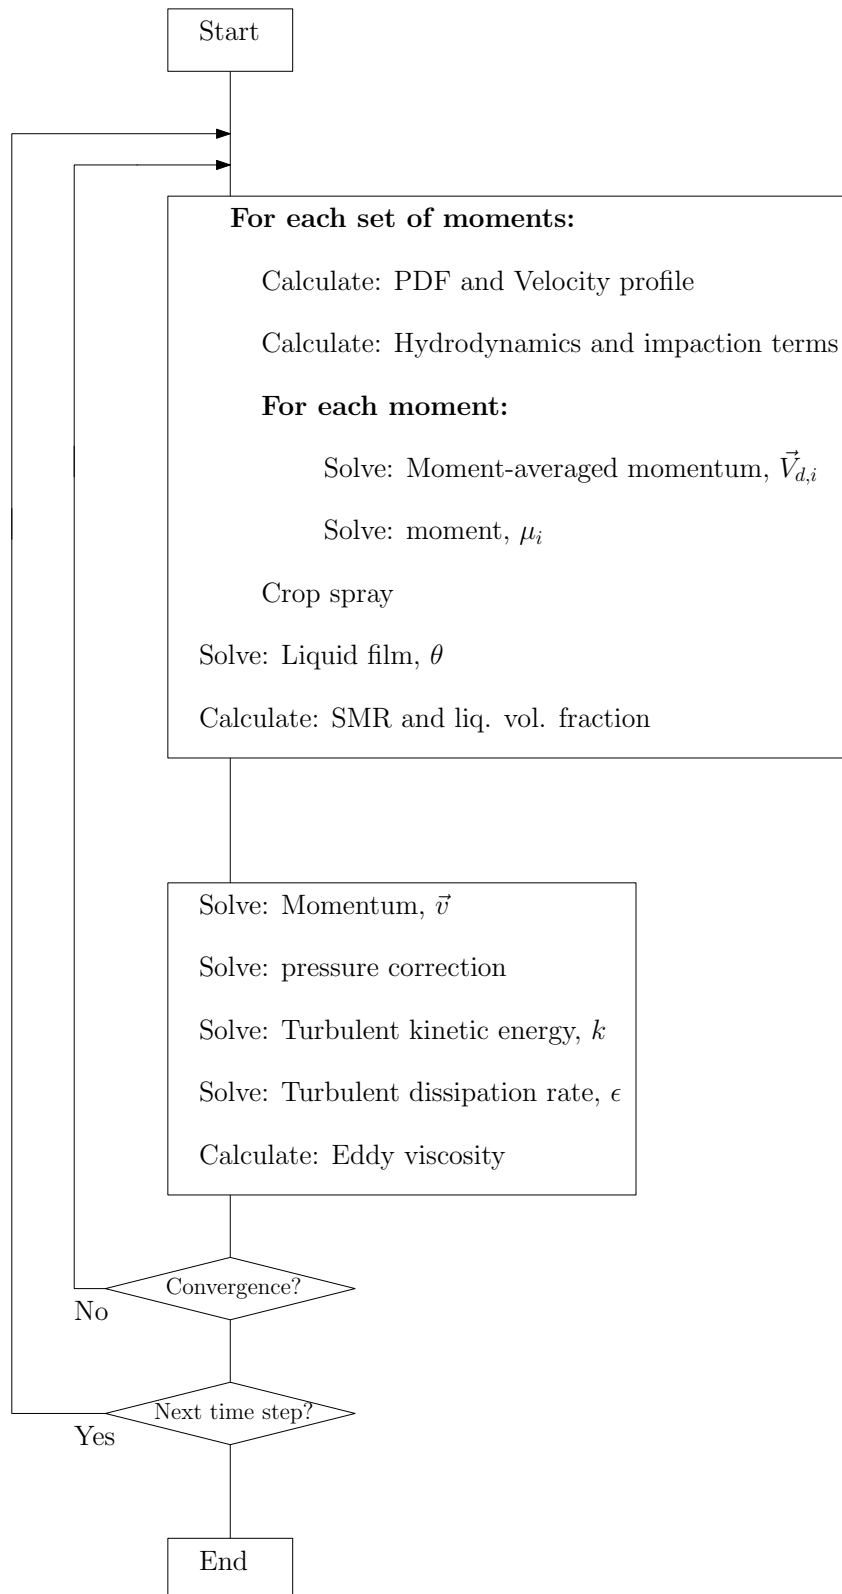 Start
For each set of moments:
Calculate: PDF and Velocity profile
Calculate: Hydrodynamics and impaction terms
For each moment:
Solve: Moment-averaged momentum, $\vec{V}_{d,i}$
Solve: moment, $\mu_i$
Crop spray
Solve: Liquid film, $\theta$
Calculate: SMR and liq. vol. fraction
Solve: Momentum, $\vec{v}$
Solve: pressure correction
Solve: Turbulent kinetic energy, $k$
Solve: Turbulent dissipation rate, $\epsilon$
Calculate: Eddy viscosity
Convergence?
No
Next time step?
Yes
End